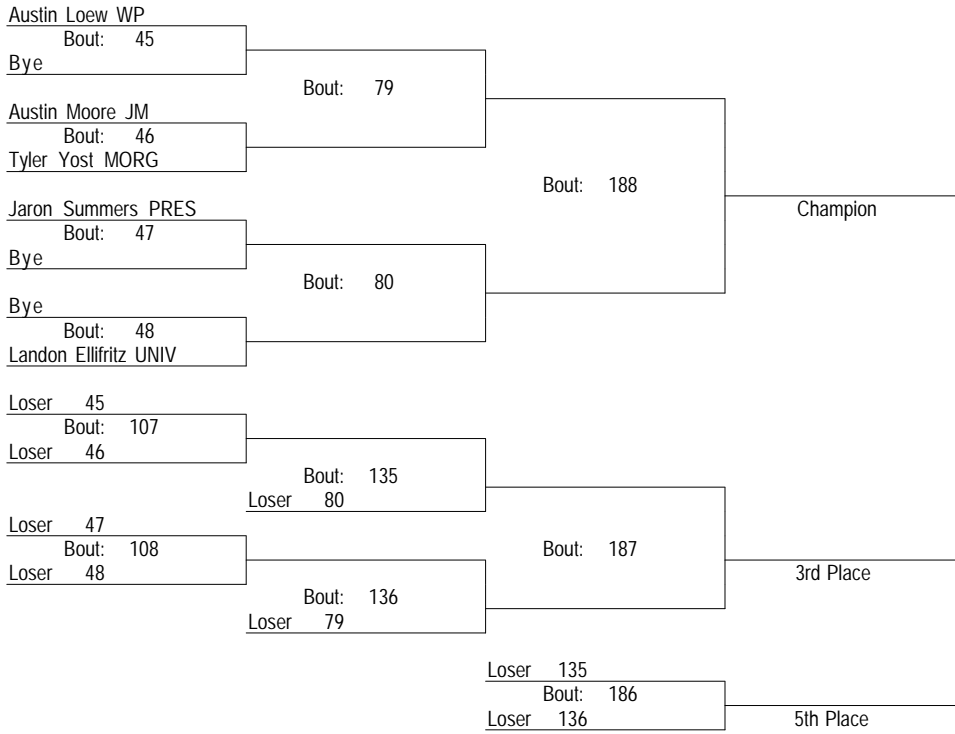 Austin Loew WP
Bout: 45
Bye
Bout: 79
Austin Moore JM
Bout: 46
Tyler Yost MORG
Bout: 188
Champion
Jaron Summers PRES
Bout: 47
Bye
Bout: 80
Bye
Bout: 48
Landon Ellifritz UNIV
Loser 45
Bout: 107
Loser 46
Bout: 135
Loser 80
Loser 47
Bout: 108
Loser 48
Bout: 187
3rd Place
Bout: 136
Loser 79
Loser 135
Bout: 186
Loser 136
5th Place